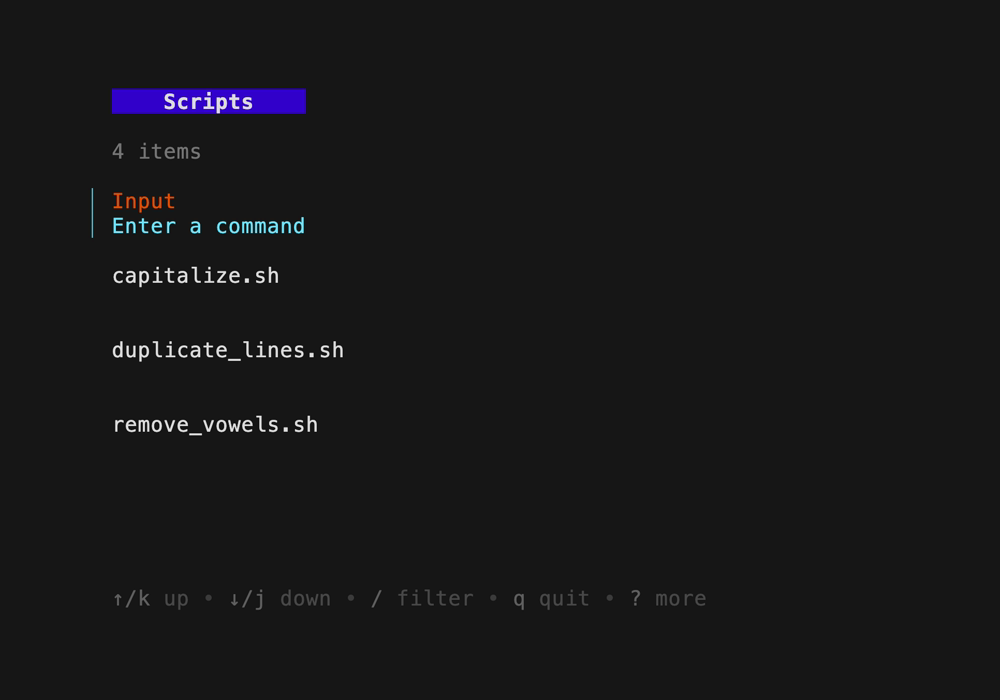 Scripts
4 items
Input
Enter a command
capitalize.sh
duplicate_lines.sh
remove_vowels.sh
↑/k up • ↓/j down • / filter • q quit • ? more